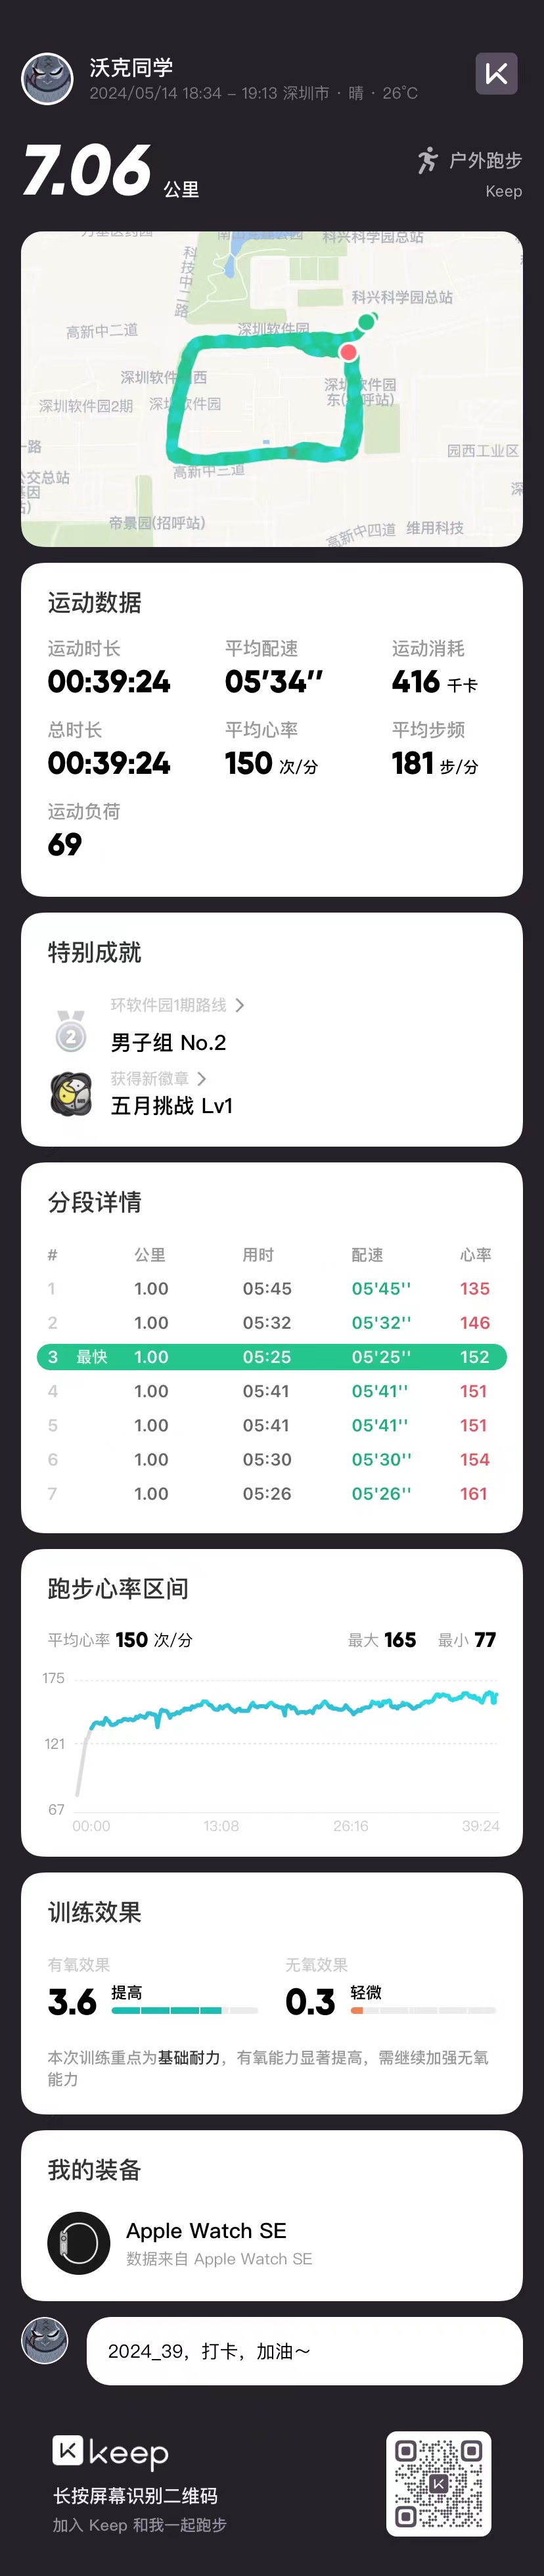 沃克同学
2024/05/14 18:34 – 19:13 深圳市 · 晴 · 26°C
7.06 公里
户外跑步
Keep
科兴科学园总站
科技中二路
科兴科学园总站
高新中二道
深圳软件园
深圳软件园西
深圳软件园
东(招呼站)
深圳软件园2期
深圳软件园
高新中三道
园西工业区
帝景园(招呼站)
高新中四道
维用科技
运动数据
运动时长 平均配速 运动消耗
00:39:24 05'34'' 416 千卡
总时长 平均心率 平均步频
00:39:24 150 次/分 181 步/分
运动负荷
69
特别成就
环软件园1期路线
2
男子组 No.2
获得新徽章
五月挑战 Lv1
分段详情
# 公里 用时 配速 心率
1 1.00 05:45 05'45'' 135
2 1.00 05:32 05'32'' 146
3 最快 1.00 05:25 05'25'' 152
4 1.00 05:41 05'41'' 151
5 1.00 05:41 05'41'' 151
6 1.00 05:30 05'30'' 154
7 1.00 05:26 05'26'' 161
跑步心率区间
平均心率 150 次/分 最大 165 最小 77
175
121
67
00:00 13:08 26:16 39:24
训练效果
有氧效果 无氧效果
3.6 提高 0.3 轻微
本次训练重点为基础耐力，有氧能力显著提高，需继续加强无氧
能力
我的装备
Apple Watch SE
数据来自 Apple Watch SE
2024_39，打卡，加油～
keep
长按屏幕识别二维码
加入 Keep 和我一起跑步